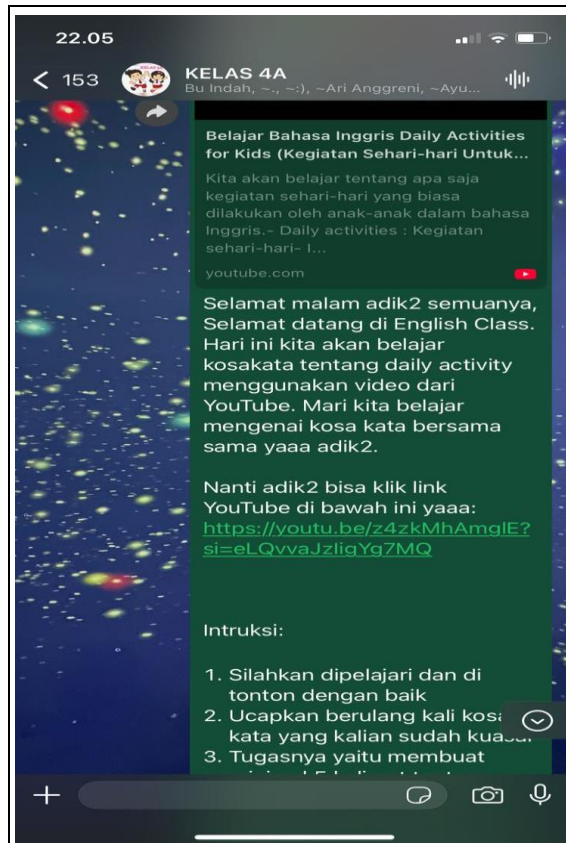 22.05
153
KELAS 4A
Bu Indah, ~., ~:), ~Ari Anggreni, ~Ayu...
Belajar Bahasa Inggris Daily Activities
for Kids (Kegiatan Sehari-hari Untuk...
Kita akan belajar tentang apa saja
kegiatan sehari-hari yang biasa
dilakukan oleh anak-anak dalam bahasa
Inggris.- Daily activities : Kegiatan
sehari-hari- I...
youtube.com
Selamat malam adik2 semuanya,
Selamat datang di English Class.
Hari ini kita akan belajar
kosakata tentang daily activity
menggunakan video dari
YouTube. Mari kita belajar
mengenai kosa kata bersama
sama yaaa adik2.
Nanti adik2 bisa klik link
YouTube di bawah ini yaaa:
https://youtu.be/z4zkMhAmglE?
si=eLQvvaJzIigYg7MQ
Intruksi:
1. Silahkan dipelajari dan di
tonton dengan baik
2. Ucapkan berulang kali kosa
kata yang kalian sudah kuasai
3. Tugasnya yaitu membuat